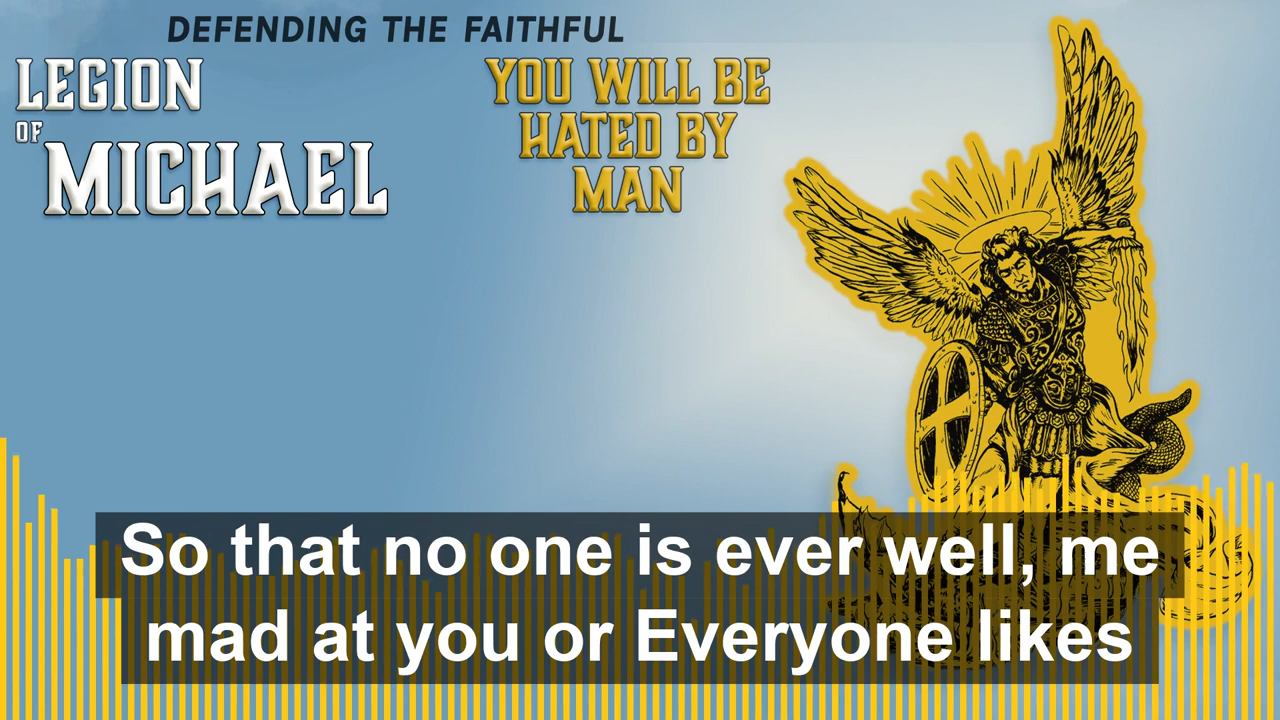 DEFENDING THE FAITHFUL
LEGION
OF
MICHAEL
YOU WILL BE
HATED BY
MAN
So that no one is ever well, me
mad at you or Everyone likes